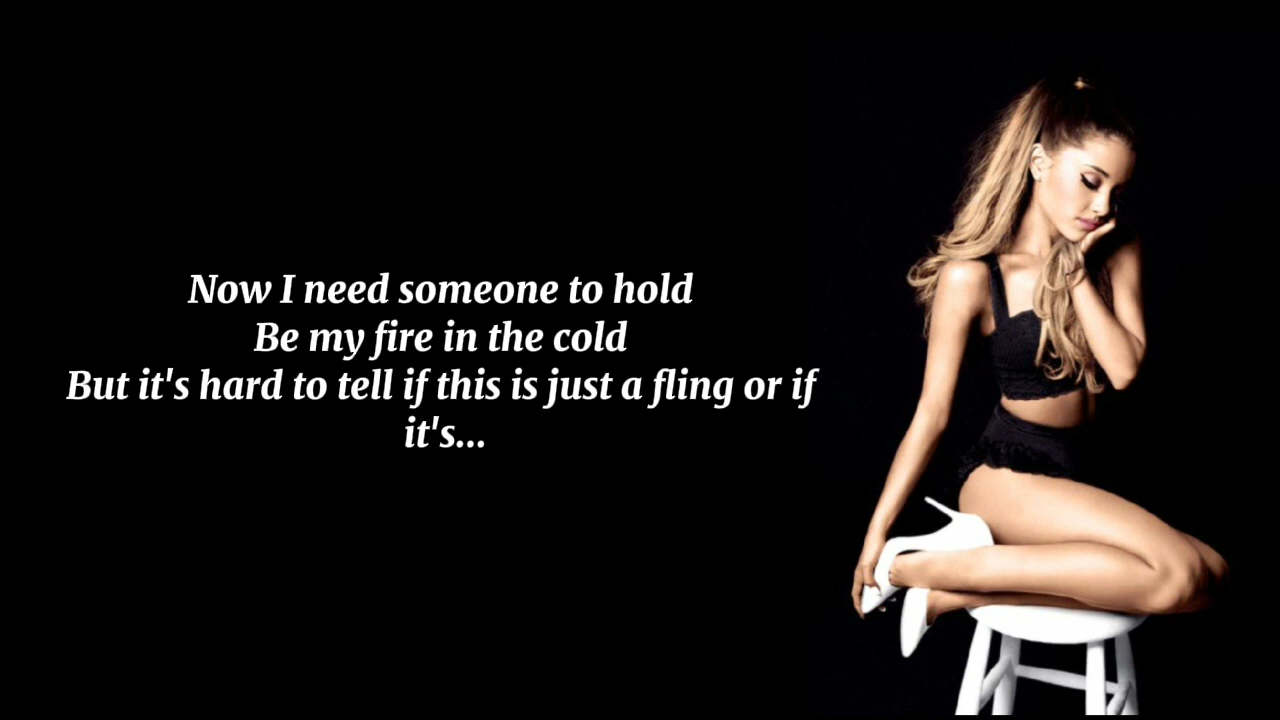 Now I need someone to hold
Be my fire in the cold
But it's hard to tell if this is just a fling or if
it's...